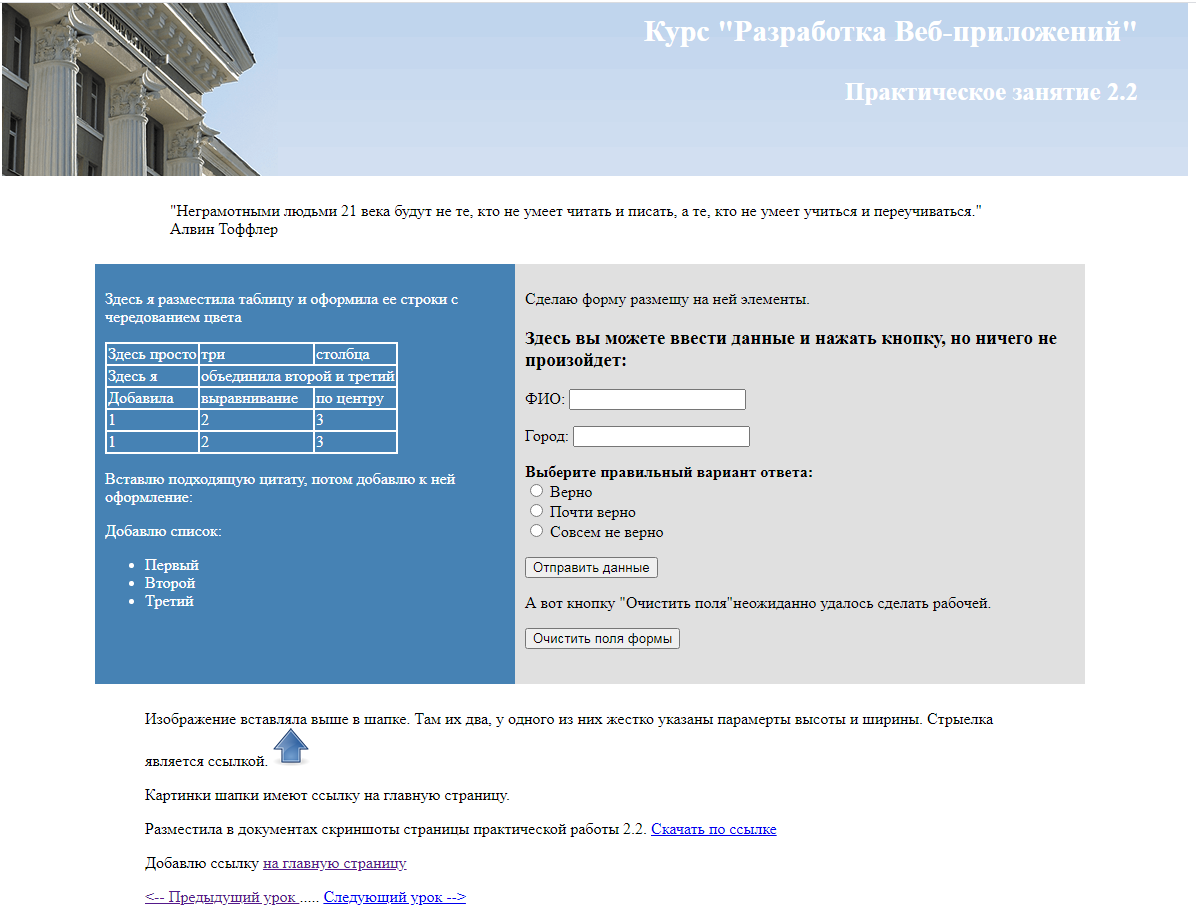 Курс "Разработка Веб-приложений"
Практическое занятие 2.2
"Неграмотными людьми 21 века будут не те, кто не умеет читать и писать, а те, кто не умеет учиться и переучиваться."
Алвин Тоффлер
Здесь я разместила таблицу и оформила ее строки с
чередованием цвета
Здесь просто три столбца
Здесь я объединила второй и третий
Добавила выравнивание по центру
1 2 3
1 2 3
Вставлю подходящую цитату, потом добавлю к ней
оформление:
Добавлю список:
Первый
Второй
Третий
Сделаю форму размещу на ней элементы.
Здесь вы можете ввести данные и нажать кнопку, но ничего не
произойдет:
ФИО:
Город:
Выберите правильный вариант ответа:
Верно
Почти верно
Совсем не верно
Отправить данные
А вот кнопку "Очистить поля"неожиданно удалось сделать рабочей.
Очистить поля формы
Изображение вставляла выше в шапке. Там их два, у одного из них жестко указаны парамерты высоты и ширины. Стрыелка
является ссылкой.
Картинки шапки имеют ссылку на главную страницу.
Разместила в документах скриншоты страницы практической работы 2.2. Скачать по ссылке
Добавлю ссылку на главную страницу
<-- Предыдущий урок ..... Следующий урок -->